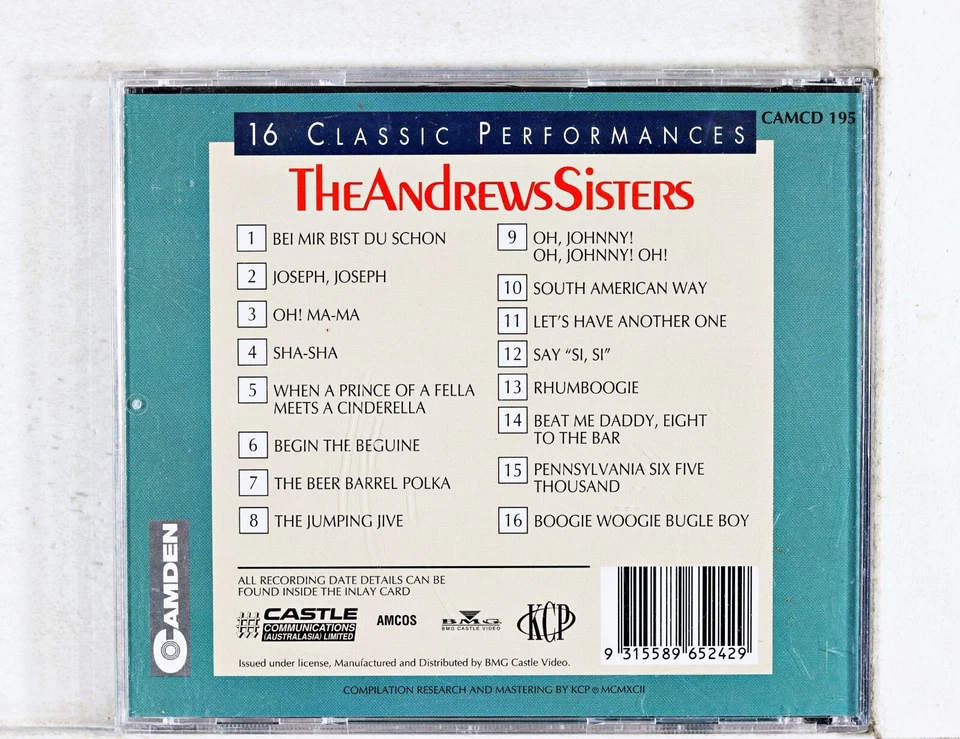 16 CLASSIC PERFORMANCES
CAMCD 195
THE ANDREWS SISTERS
1 BEI MIR BIST DU SCHON
2 JOSEPH, JOSEPH
3 OH! MA-MA
4 SHA-SHA
5 WHEN A PRINCE OF A FELLA
MEETS A CINDERELLA
6 BEGIN THE BEGUINE
7 THE BEER BARREL POLKA
8 THE JUMPING JIVE
9 OH, JOHNNY!
OH, JOHNNY! OH!
10 SOUTH AMERICAN WAY
11 LET'S HAVE ANOTHER ONE
12 SAY “SI, SI”
13 RHUMBOOGIE
14 BEAT ME DADDY, EIGHT
TO THE BAR
15 PENNSYLVANIA SIX FIVE
THOUSAND
16 BOOGIE WOOGIE BUGLE BOY
CAMDEN
ALL RECORDING DATE DETAILS CAN BE
FOUND INSIDE THE INLAY CARD
CASTLE
COMMUNICATIONS
(AUSTRALASIA) LIMITED
AMCOS
BMG
BMG CASTLE VIDEO
KCP
9 315589 652429
Issued under license, Manufactured and Distributed by BMG Castle Video.
COMPILATION RESEARCH AND MASTERING BY KCP ℗ MCMXCII